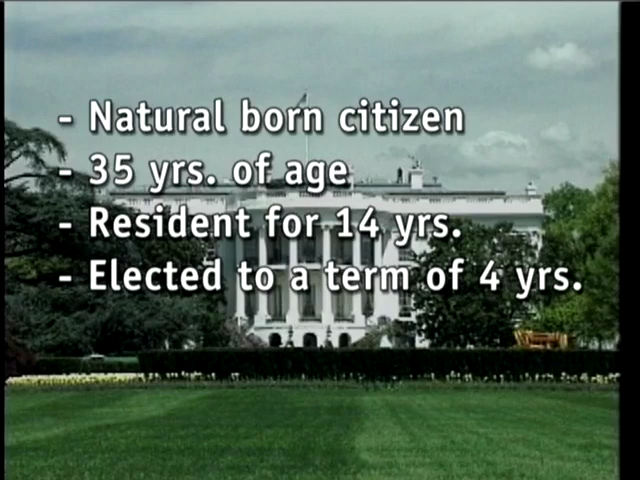 - Natural born citizen
- 35 yrs. of age
- Resident for 14 yrs.
- Elected to a term of 4 yrs.